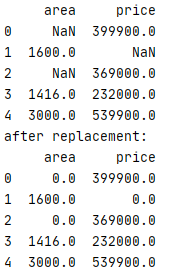 area     price
0     NaN  399900.0
1  1600.0       NaN
2     NaN  369000.0
3  1416.0  232000.0
4  3000.0  539900.0
after replacement:
     area     price
0     0.0  399900.0
1  1600.0       0.0
2     0.0  369000.0
3  1416.0  232000.0
4  3000.0  539900.0